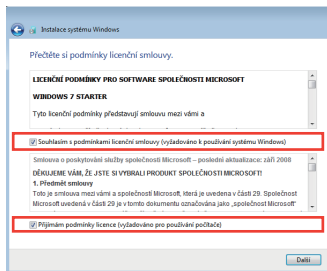 Instalace systému Windows
Přečtěte si podmínky licenční smlouvy.
LICENČNÍ PODMÍNKY PRO SOFTWARE SPOLEČNOSTI MICROSOFT
WINDOWS 7 STARTER
Tyto licenční podmínky představují smlouvu mezi vámi a
Souhlasím s podmínkami licenční smlouvy (vyžadováno k používání systému Windows)
Smlouva o poskytování služby společnosti Microsoft – poslední aktualizace: září 2008
DĚKUJEME VÁM, ŽE JSTE SI VYBRALI PRODUKT SPOLEČNOSTI MICROSOFT!
1. Předmět smlouvy
Toto je smlouva mezi vámi a společností Microsoft, která je uvedena v části 29. Společnost
Microsoft uvedená v části 29 je v tomto dokumentu označována jako „společnost Microsoft“
Přijímám podmínky licence (vyžadováno pro používání počítače)
Další